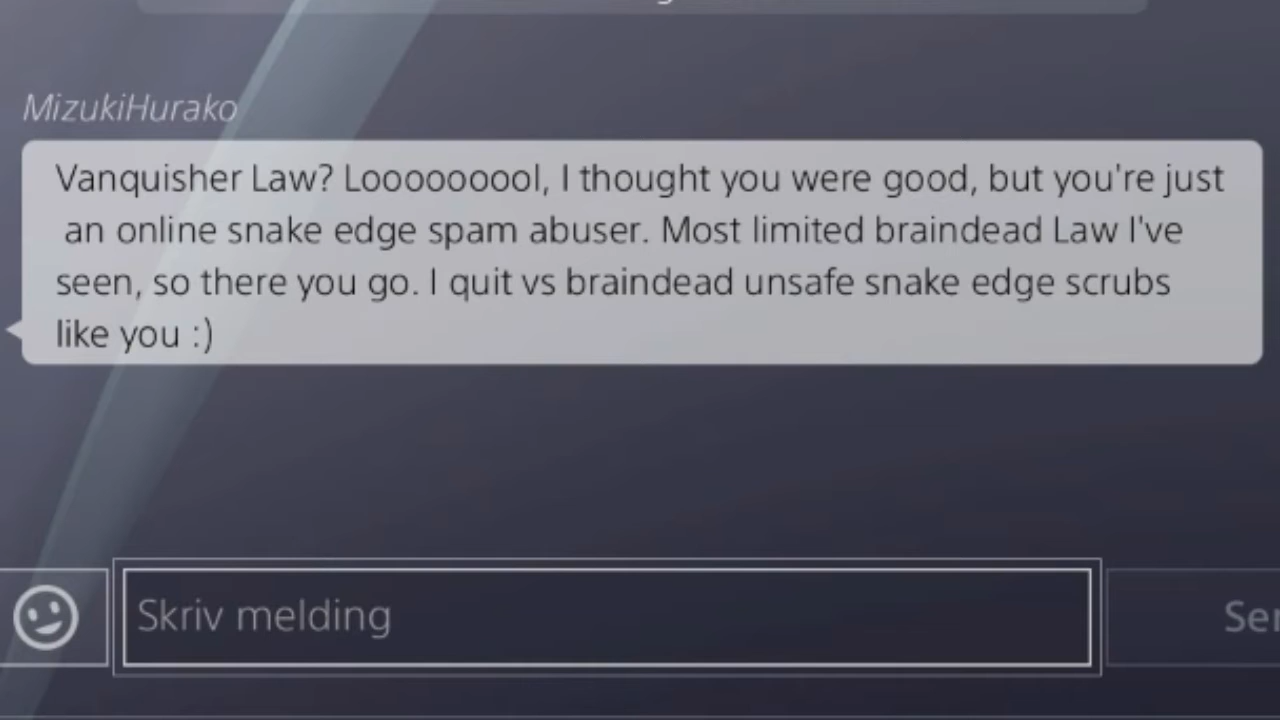 MizukiHurako
Vanquisher Law? Looooooool, I thought you were good, but you're just
an online snake edge spam abuser. Most limited braindead Law I've
seen, so there you go. I quit vs braindead unsafe snake edge scrubs
like you :)
Skriv melding